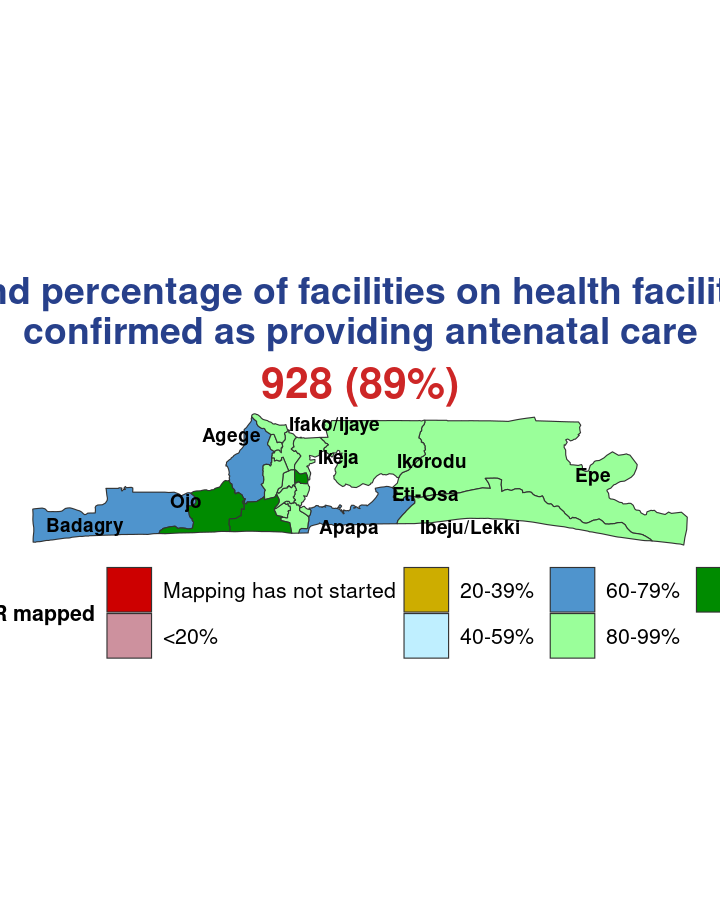 nd percentage of facilities on health facilit
confirmed as providing antenatal care
928 (89%)
Ifako/Ijaye
Agege
Ikeja
Ikorodu
Epe
Eti-Osa
Ojo
Badagry
Apapa
Ibeju/Lekki
R mapped
Mapping has not started
20-39%
60-79%
<20%
40-59%
80-99%